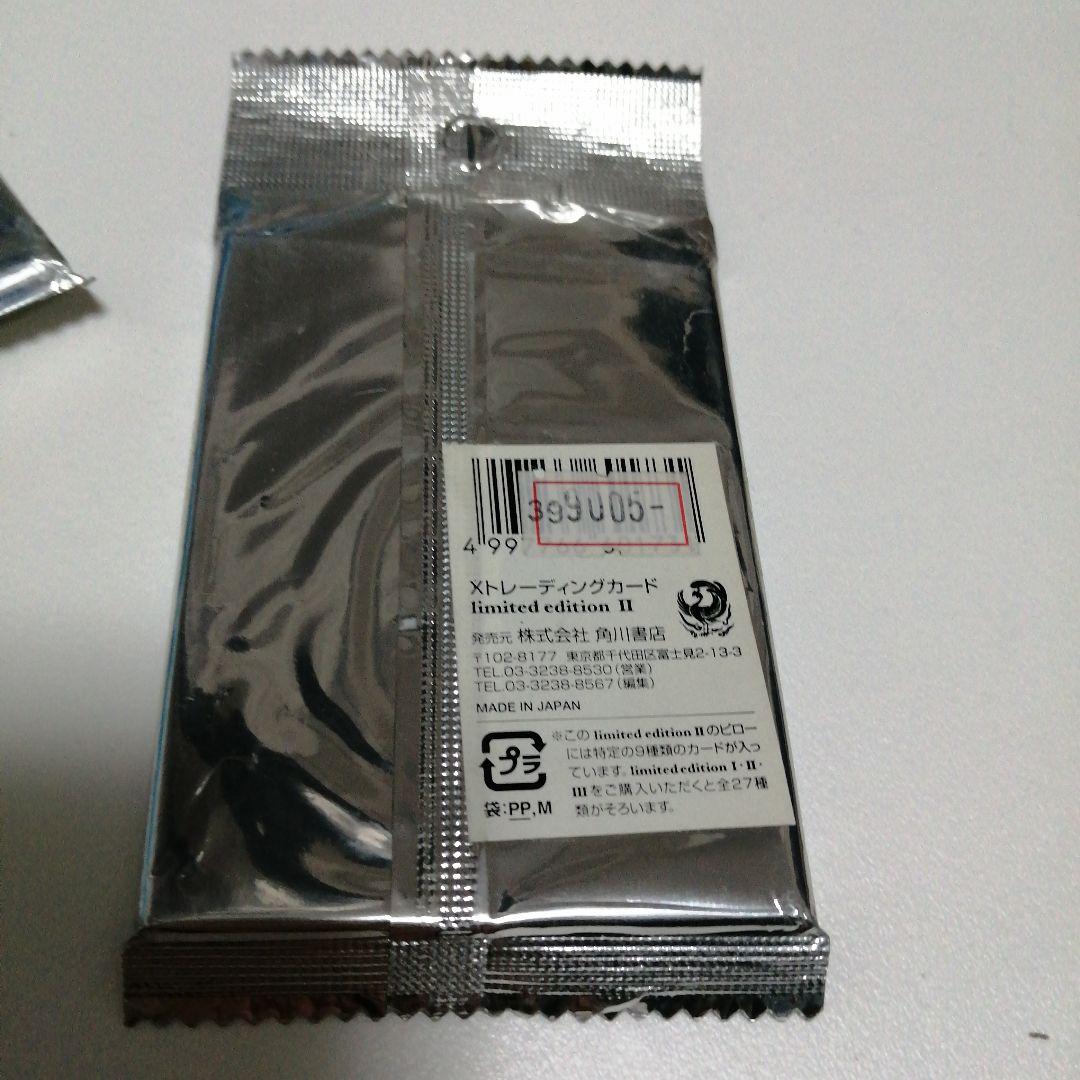 399005-
4 99
Xトレーディングカード
limited edition II
発売元 株式会社 角川書店
〒102-8177 東京都千代田区富士見2-13-3
TEL.03-3238-8530(営業)
TEL.03-3238-8567(編集)
MADE IN JAPAN
プラ
袋:PP,M
※この limited edition II のピロー
には特定の9種類のカードが入っ
ています。limited edition I・II・
IIIをご購入いただくと全27種
類がそろいます。